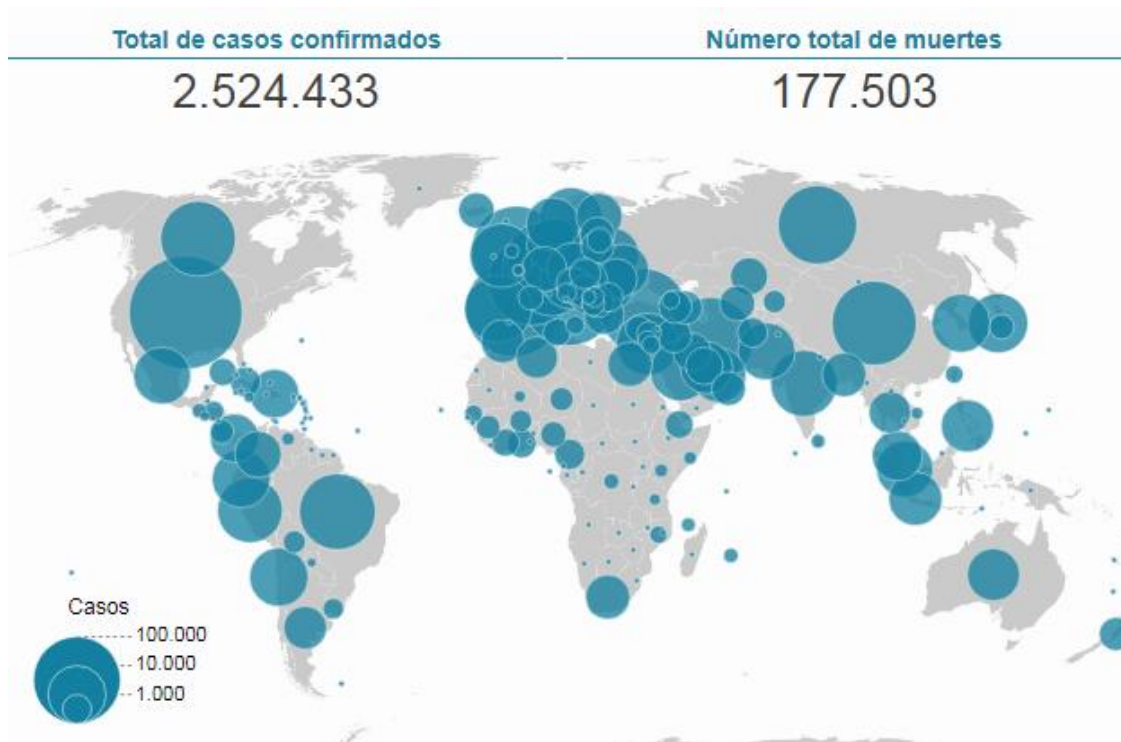 Total de casos confirmados
Número total de muertes
2.524.433
177.503
Casos
100.000
10.000
1.000